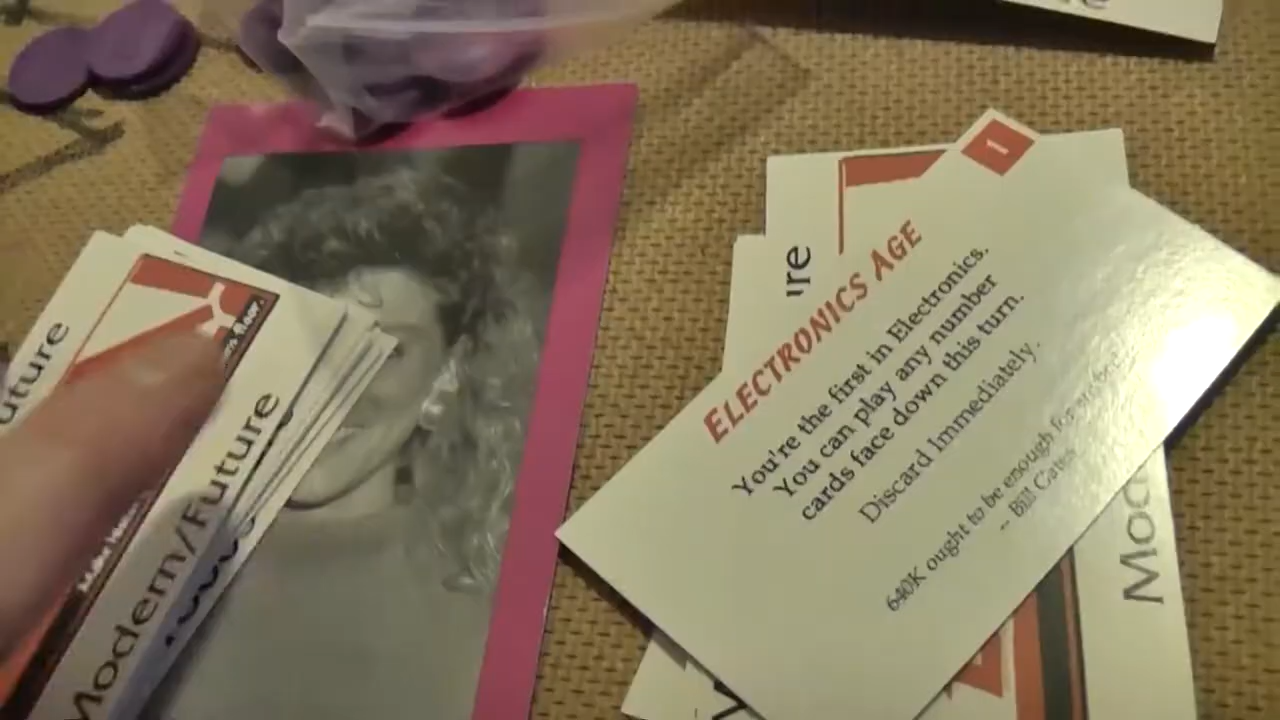 1
ELECTRONICS AGE
You're the first in Electronics.
You can play any number
cards face down this turn.
Discard Immediately.
640K ought to be enough for
-- Bill Gates
ure
uture
Modern/Future
Mod